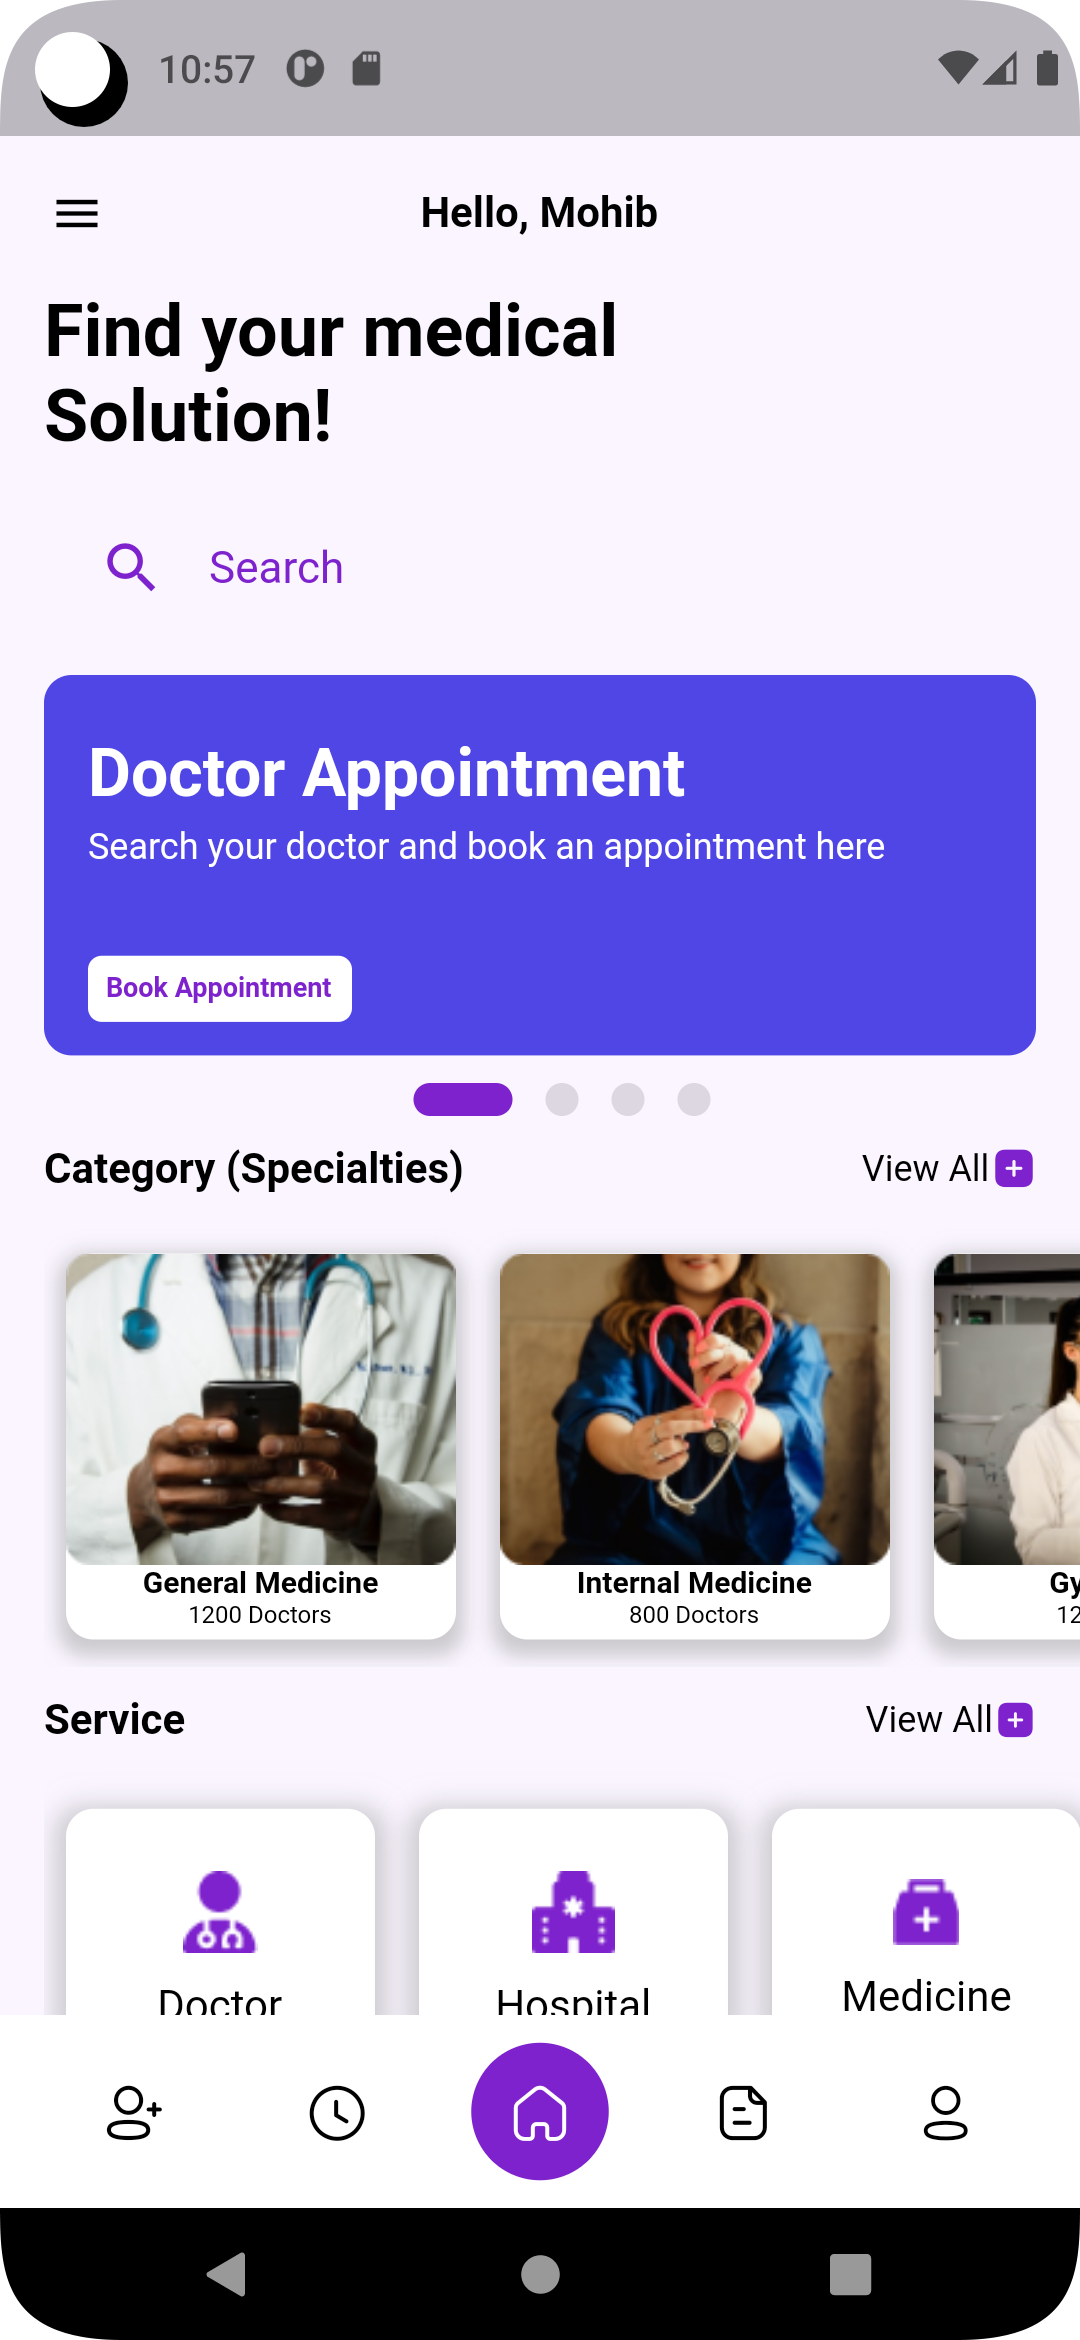 10:57
Hello, Mohib
Find your medical
Solution!
Search
Doctor Appointment
Search your doctor and book an appointment here
Book Appointment
Category (Specialties)
View All
General Medicine
1200 Doctors
Internal Medicine
800 Doctors
Gy
12
Service
View All
Doctor
Hospital
Medicine